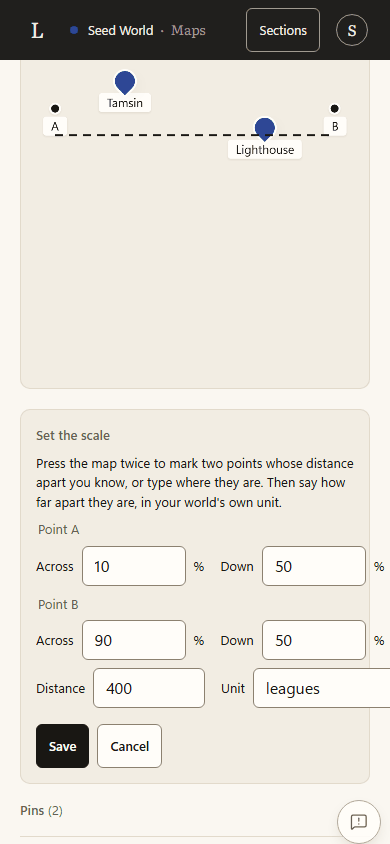 L Seed World · Maps Sections S
Tamsin
A B
Lighthouse
Set the scale
Press the map twice to mark two points whose distance
apart you know, or type where they are. Then say how
far apart they are, in your world's own unit.
Point A
Across 10 % Down 50 %
Point B
Across 90 % Down 50 %
Distance 400 Unit leagues
Save Cancel
Pins (2)